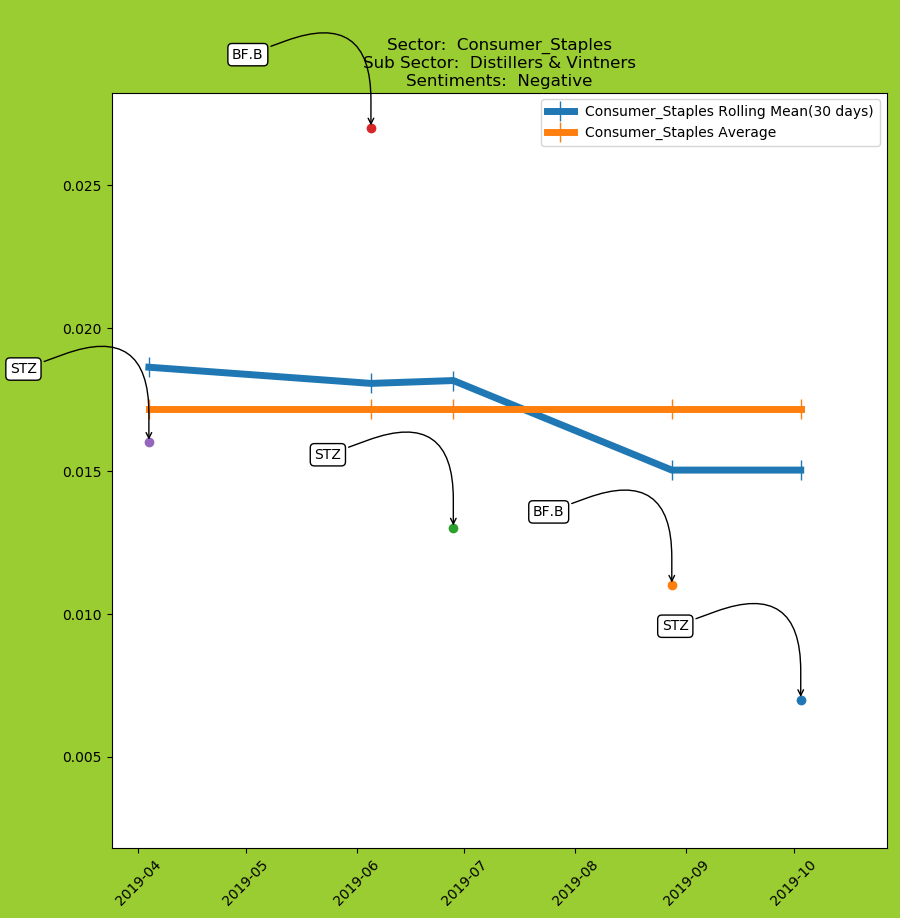 Sector:  Consumer_Staples
Sub Sector:  Distillers & Vintners
Sentiments:  Negative
BF.B
Consumer_Staples Rolling Mean(30 days)
Consumer_Staples Average
0.025
0.020
STZ
STZ
0.015
BF.B
0.010
STZ
0.005
2019-04
2019-05
2019-06
2019-07
2019-08
2019-09
2019-10